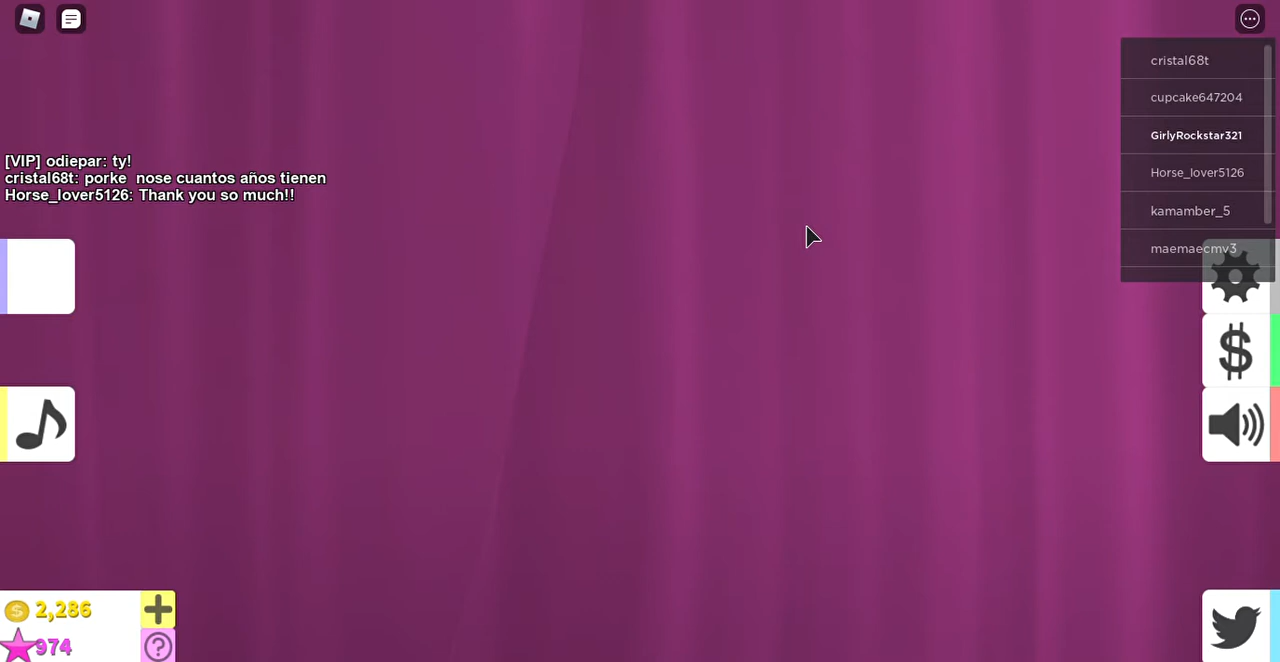 cristal68t
cupcake647204
GirlyRockstar321
[VIP] odiepar: ty!
cristal68t: porke nose cuantos años tienen
Horse_lover5126: Thank you so much!!
Horse_lover5126
kamamber_5
maemaecmv3
2,286
974